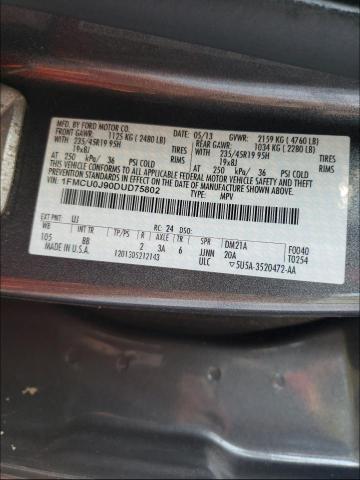 MFD. BY FORD MOTOR CO.
DATE: 05/13 GVWR: 2159 KG ( 4760 LB)
FRONT GAWR: 1125 KG ( 2480 LB) REAR GAWR: 1034 KG ( 2280 LB)
WITH 235/45R19 95H TIRES WITH 235/45R19 95H TIRES
19x8J RIMS 19x8J RIMS
AT 250 kPa/ 36 PSI COLD AT 250 kPa/ 36 PSI COLD
THIS VEHICLE CONFORMS TO ALL APPLICABLE FEDERAL MOTOR VEHICLE SAFETY AND THEFT
PREVENTION STANDARDS IN EFFECT ON THE DATE OF MANUFACTURE SHOWN ABOVE.
VIN: 1FMCU0J90DUD75802
TYPE: MPV
EXT PNT: UJ RC: 24 DSO: F0040
WB INT TR TP/PS R AXLE TR SPR DM21A T0254
105 BB 2 3A 6 JJNN 20A
MADE IN U.S.A. 1201305212143 ULC 5U5A-3520472-AA